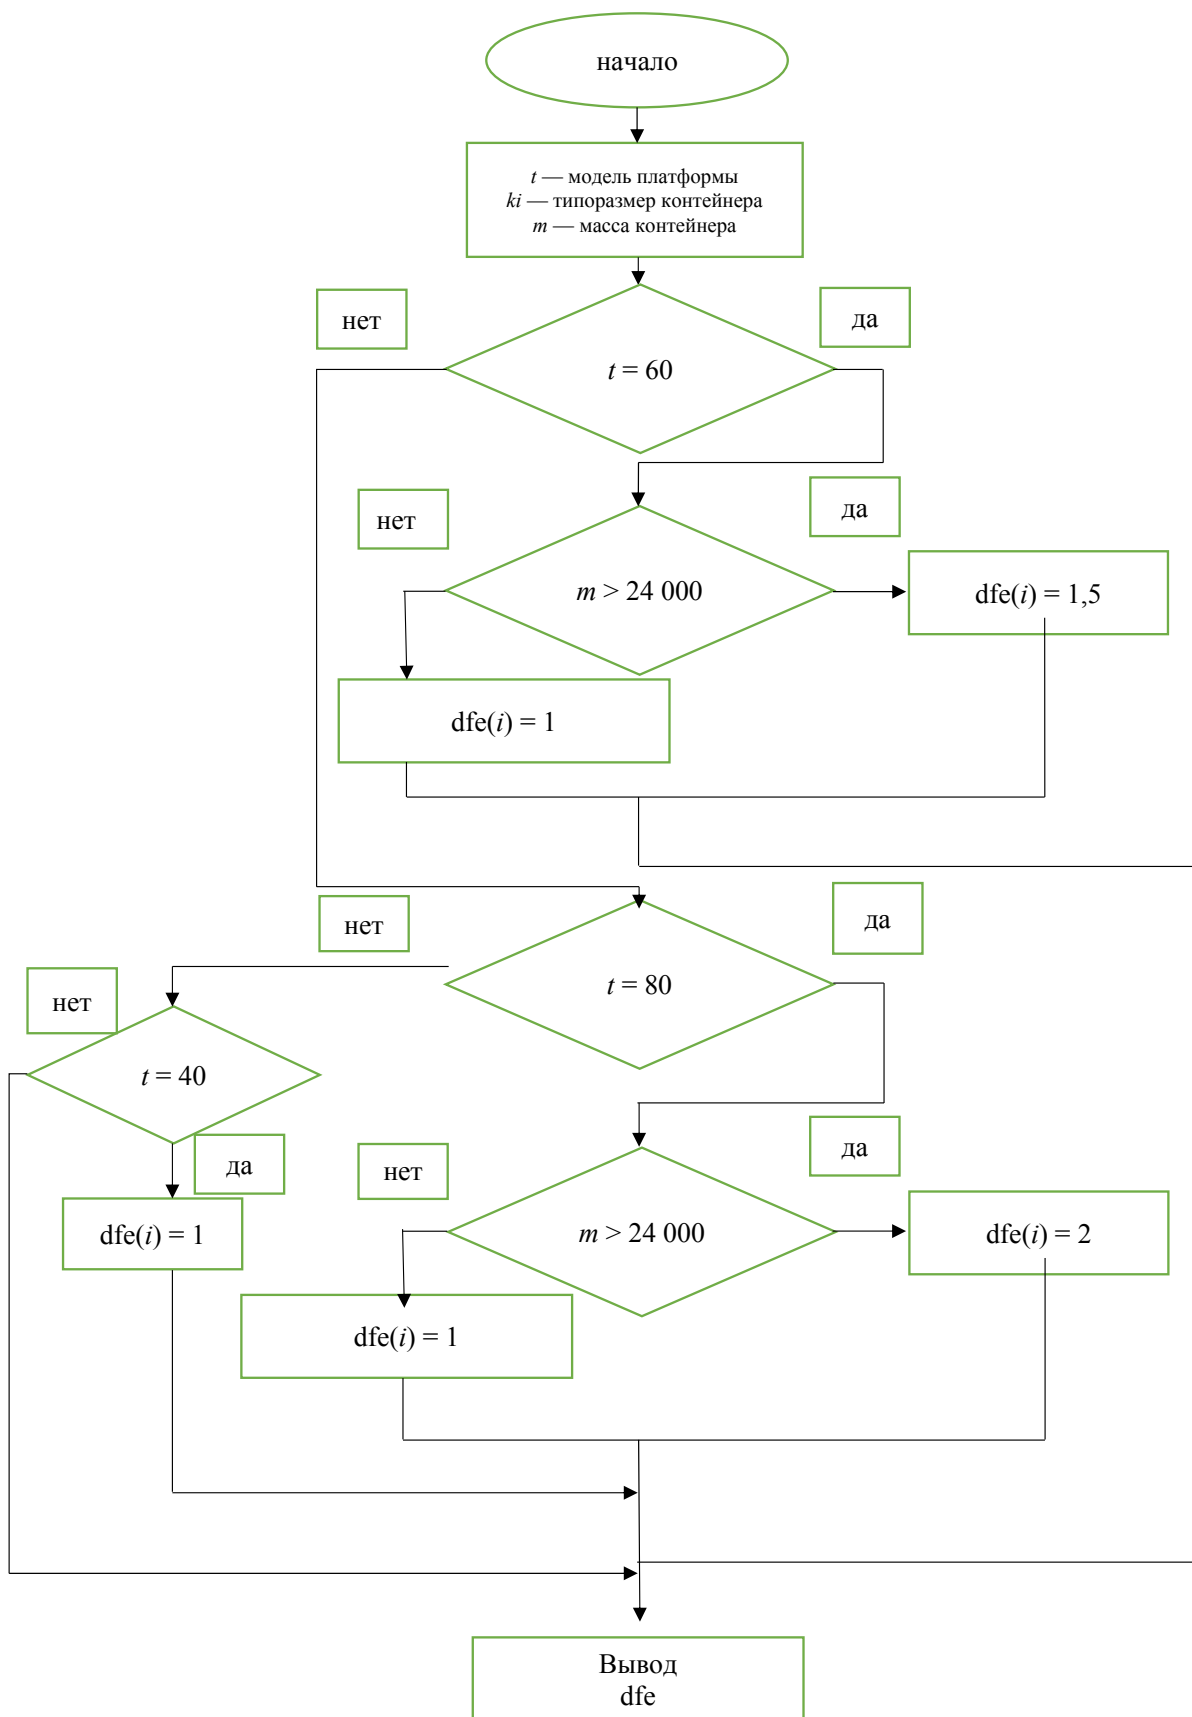 начало
t — модель платформы
ki — типоразмер контейнера
m — масса контейнера
нет
да
t = 60
нет
да
m > 24 000
dfe(i) = 1,5
dfe(i) = 1
нет
да
t = 80
нет
t = 40
да
нет
да
m > 24 000
dfe(i) = 2
dfe(i) = 1
dfe(i) = 1
Вывод
dfe